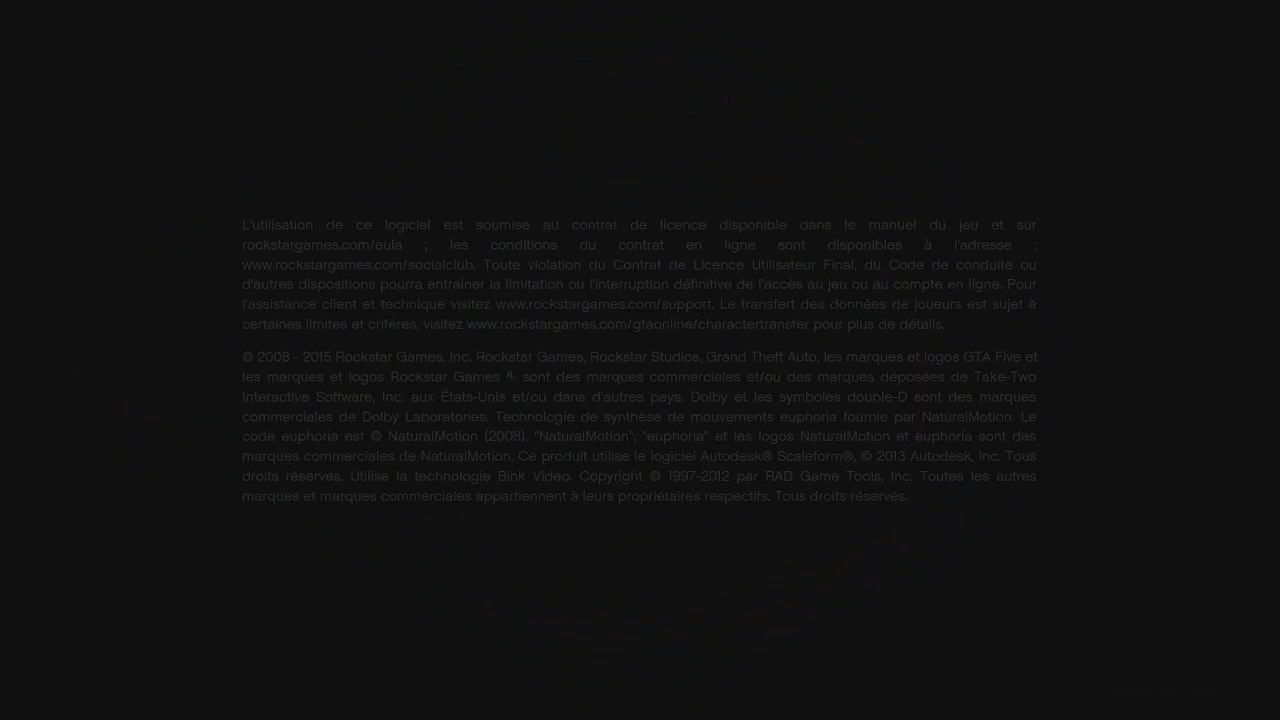 L'utilisation de ce logiciel est soumise au contrat de licence disponible dans le manuel du jeu et sur
rockstargames.com/eula ; les conditions du contrat en ligne sont disponibles à l'adresse :
www.rockstargames.com/socialclub. Toute violation du Contrat de Licence Utilisateur Final, du Code de conduite ou
d'autres dispositions pourra entraîner la limitation ou l'interruption définitive de l'accès au jeu ou au compte en ligne. Pour
l'assistance client et technique visitez www.rockstargames.com/support. Le transfert des données de joueurs est sujet à
certaines limites et critères, visitez www.rockstargames.com/gtaonline/charactertransfer pour plus de détails.
© 2008 - 2015 Rockstar Games, Inc. Rockstar Games, Rockstar Studios, Grand Theft Auto, les marques et logos GTA Five et
les marques et logos Rockstar Games sont des marques commerciales et/ou des marques déposées de Take-Two
Interactive Software, Inc. aux États-Unis et/ou dans d'autres pays. Dolby et les symboles double-D sont des marques
commerciales de Dolby Laboratories. Technologie de synthèse de mouvements euphoria fournie par NaturalMotion. Le
code euphoria est © NaturalMotion (2008). "NaturalMotion", "euphoria" et les logos NaturalMotion et euphoria sont des
marques commerciales de NaturalMotion. Ce produit utilise le logiciel Autodesk® Scaleform®, © 2013 Autodesk, Inc. Tous
droits réservés. Utilise la technologie Bink Video. Copyright © 1997-2012 par RAD Game Tools, Inc. Toutes les autres
marques et marques commerciales appartiennent à leurs propriétaires respectifs. Tous droits réservés.